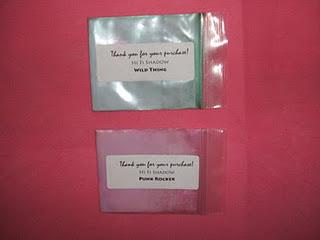 Thank you for your purchase!
Hi Fi Shadow
Wild Thing
Thank you for your purchase!
Hi Fi Shadow
Punk Rocker